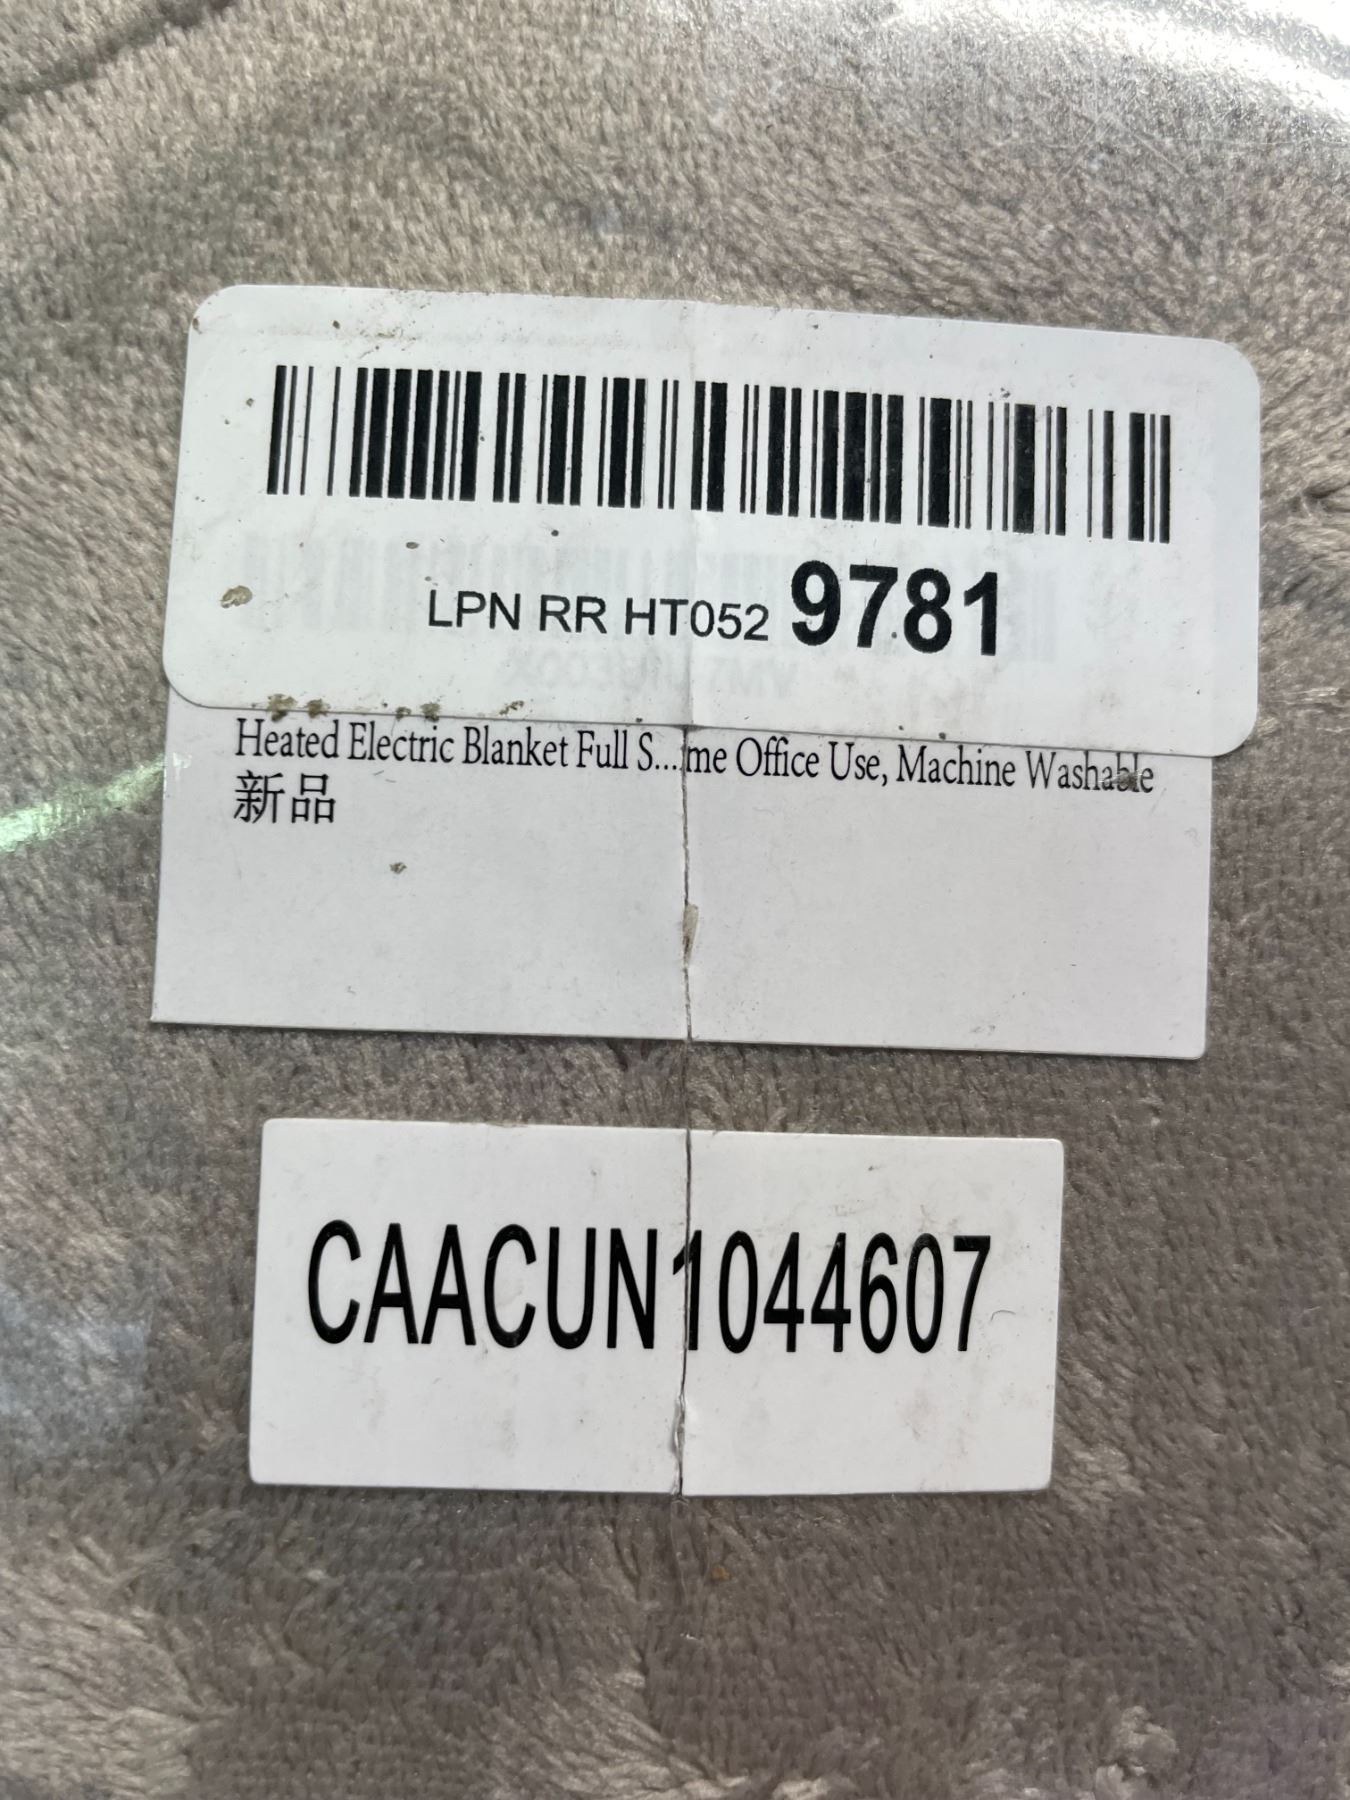 LPN RR HT052 9781
Heated Electric Blanket Full S...me Office Use, Machine Washable
新品
CAACUN1044607